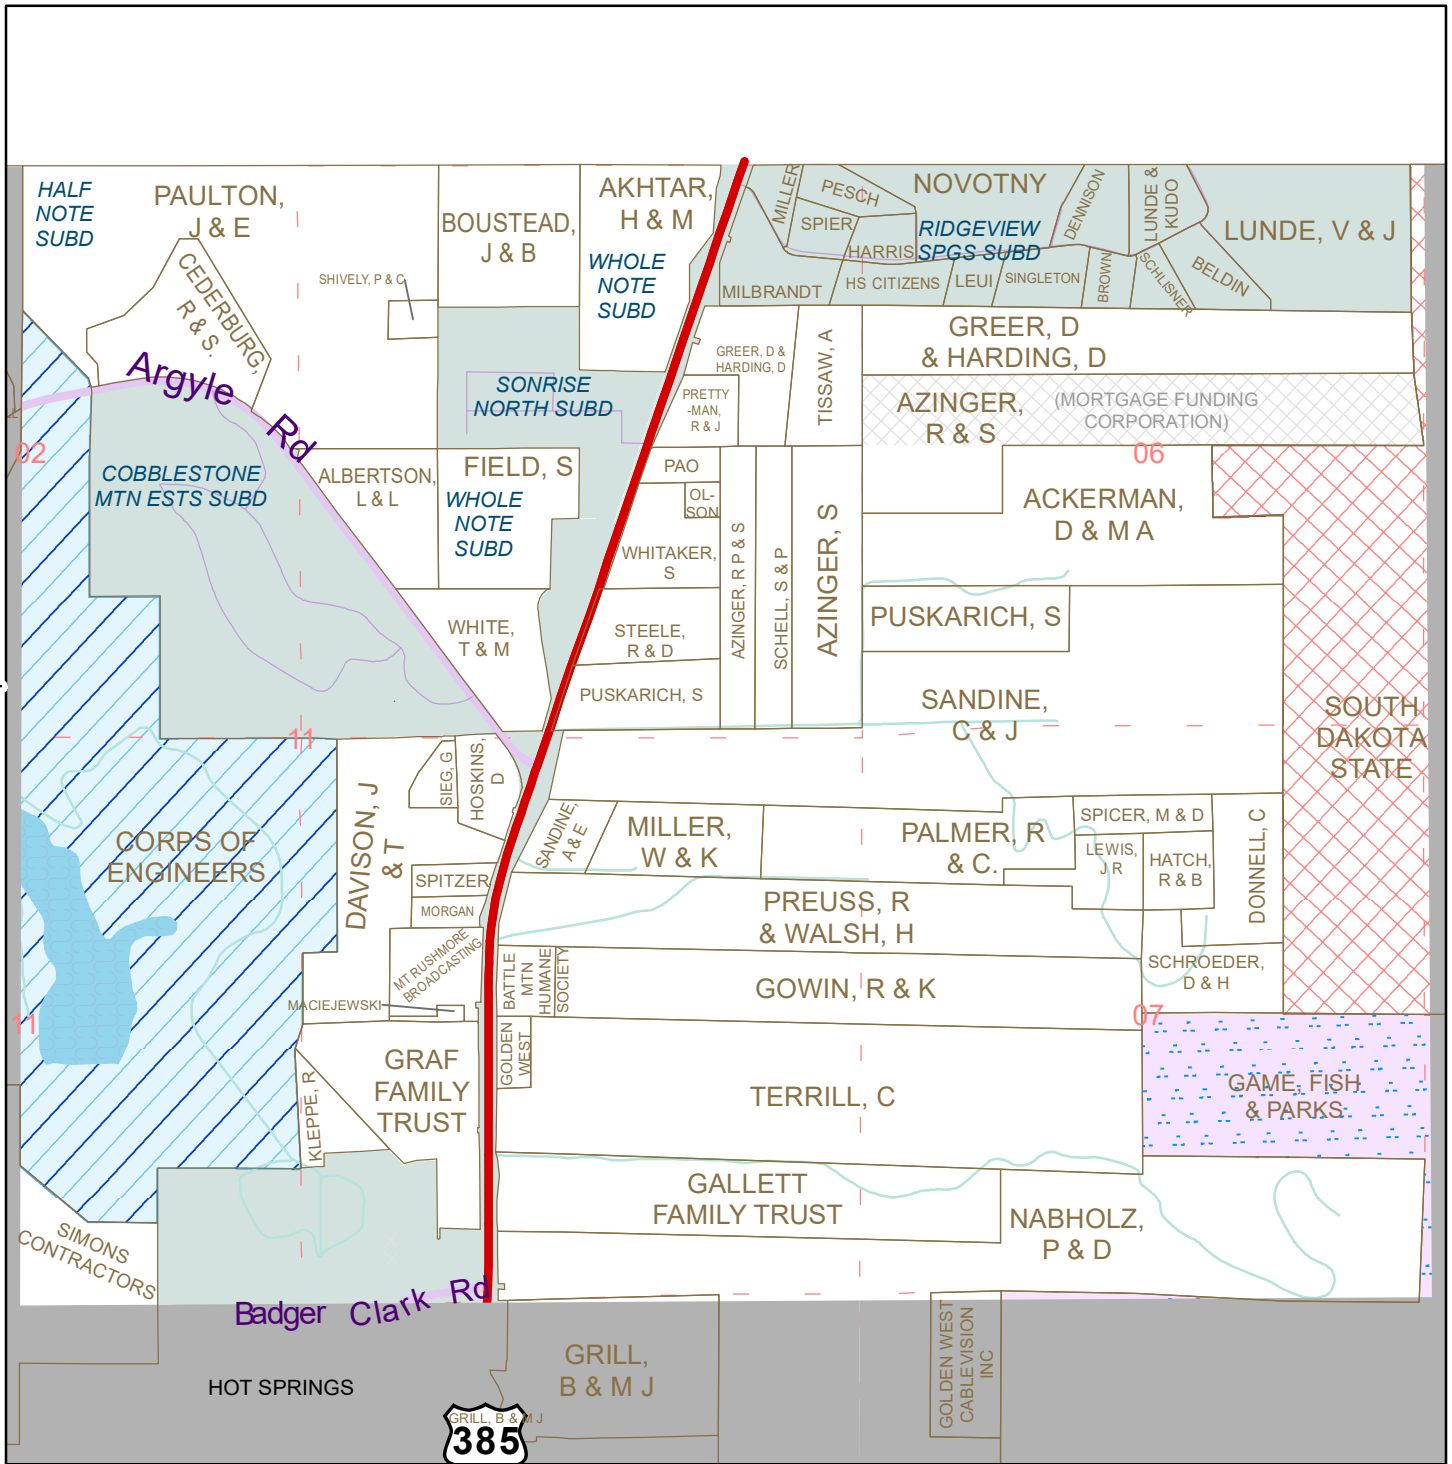 HALF
NOTE
SUBD
PAULTON,
J & E
BOUSTEAD,
J & B
AKHTAR,
H & M
WHOLE
NOTE
SUBD
MILLER
PESCH
SPIER
HARRIS
NOVOTNY
RIDGEVIEW
SPGS SUBD
DENNISON
LUNDE &
KUDO
LUNDE, V & J
MILBRANDT
HS CITIZENS
LEUI
SINGLETON
BROWN
SCHLISNER
BELDIN
CEDERBURG,
R & S.
SHIVELY, P & C
Argyle Rd
SONRISE
NORTH SUBD
GREER, D &
HARDING, D
TISSAW, A
GREER, D
& HARDING, D
PRETTY
-MAN,
R & J
AZINGER,
R & S
(MORTGAGE FUNDING
CORPORATION)
02
06
COBBLESTONE
MTN ESTS SUBD
ALBERTSON,
L & L
FIELD, S
WHOLE
NOTE
SUBD
PAO
OL-
SON
WHITAKER,
S
AZINGER, R P & S
SCHELL, S & P
AZINGER, S
ACKERMAN,
D & M A
WHITE,
T & M
STEELE,
R & D
PUSKARICH, S
PUSKARICH, S
SANDINE,
C & J
SOUTH
DAKOTA
STATE
11
SIEG, G
HOSKINS,
D
DAVISON, J
& T
CORPS OF
ENGINEERS
SANDINE,
A & E
MILLER,
W & K
PALMER, R
& C.
SPICER, M & D
LEWIS,
J R
HATCH,
R & B
DONNELL, C
SPITZER
MORGAN
PREUSS, R
& WALSH, H
MT RUSHMORE
BROADCASTING
BATTLE
MTN
HUMANE
SOCIETY
SCHROEDER,
D & H
GOWIN, R & K
MACIEJEWSKI
11
07
GOLDEN
WEST
GRAF
FAMILY
TRUST
KLEPPE, R
TERRILL, C
GAME, FISH
& PARKS
GALLETT
FAMILY TRUST
NABHOLZ,
P & D
SIMONS
CONTRACTORS
Badger Clark Rd
GRILL,
B & M J
GOLDEN WEST
CABLEVISION
INC
HOT SPRINGS
GRILL, B & M J
385